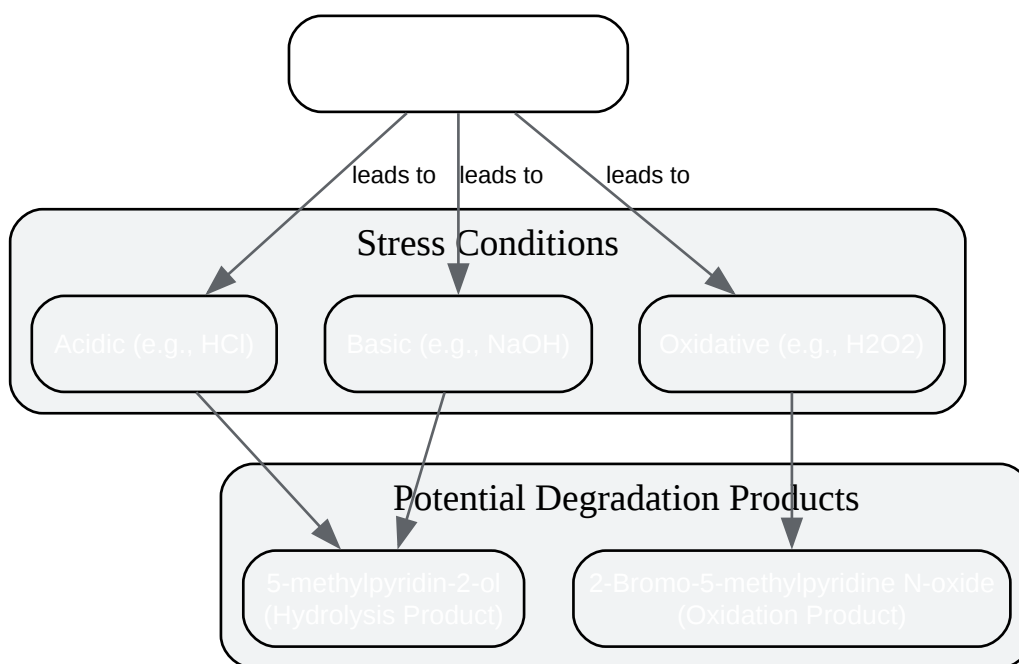 leads to leads to leads to
Stress Conditions
Acidic (e.g., HCl) Basic (e.g., NaOH) Oxidative (e.g., H2O2)
Potential Degradation Products
5-methylpyridin-2-ol
(Hydrolysis Product)
2-Bromo-5-methylpyridine N-oxide
(Oxidation Product)